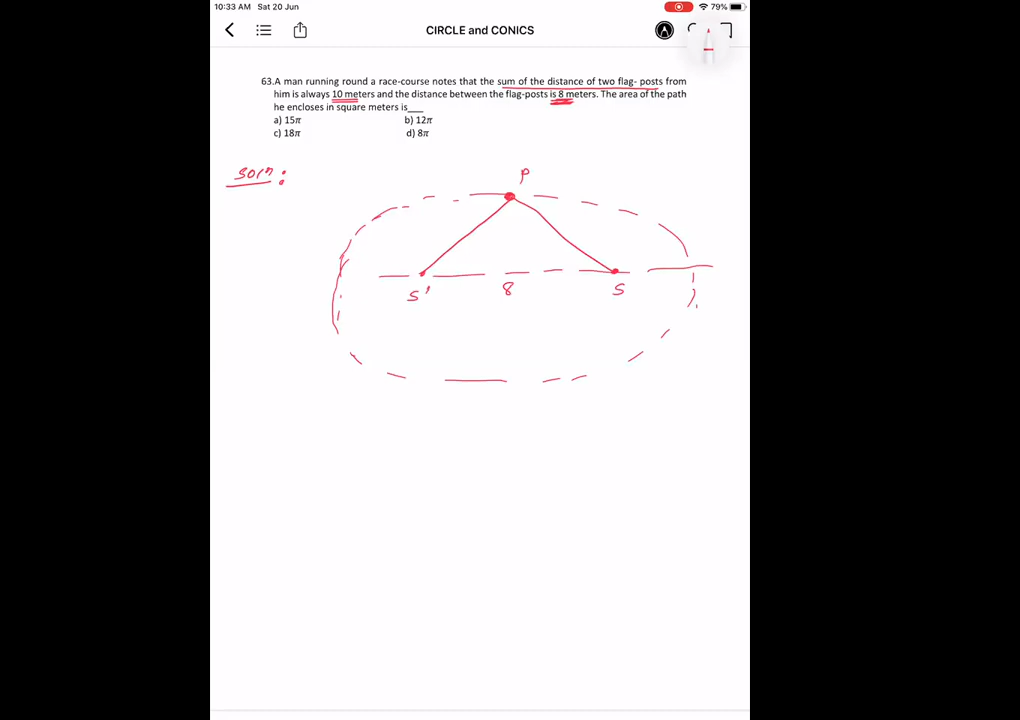 10:33 AM Sat 20 Jun
79%
CIRCLE and CONICS
63.A man running round a race-course notes that the sum of the distance of two flag- posts from
him is always 10 meters and the distance between the flag-posts is 8 meters. The area of the path
he encloses in square meters is___
a) 15π b) 12π
c) 18π d) 8π
Soln:
P
S' 8 S